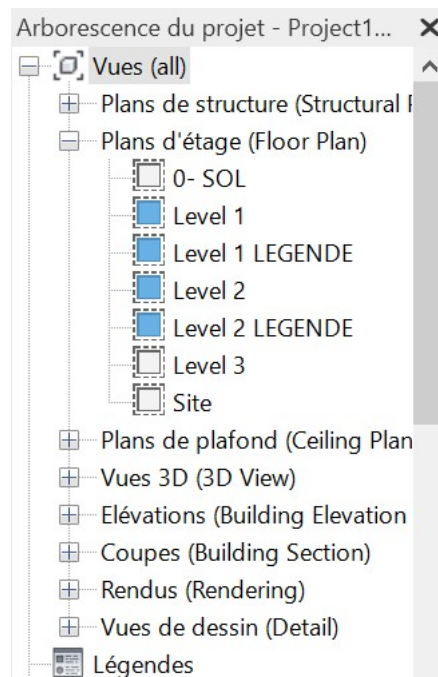 Arborescence du projet - Project1...
Vues (all)
Plans de structure (Structural
Plans d'étage (Floor Plan)
0- SOL
Level 1
Level 1 LEGENDE
Level 2
Level 2 LEGENDE
Level 3
Site
Plans de plafond (Ceiling Plan
Vues 3D (3D View)
Elévations (Building Elevation
Coupes (Building Section)
Rendus (Rendering)
Vues de dessin (Detail)
Légendes